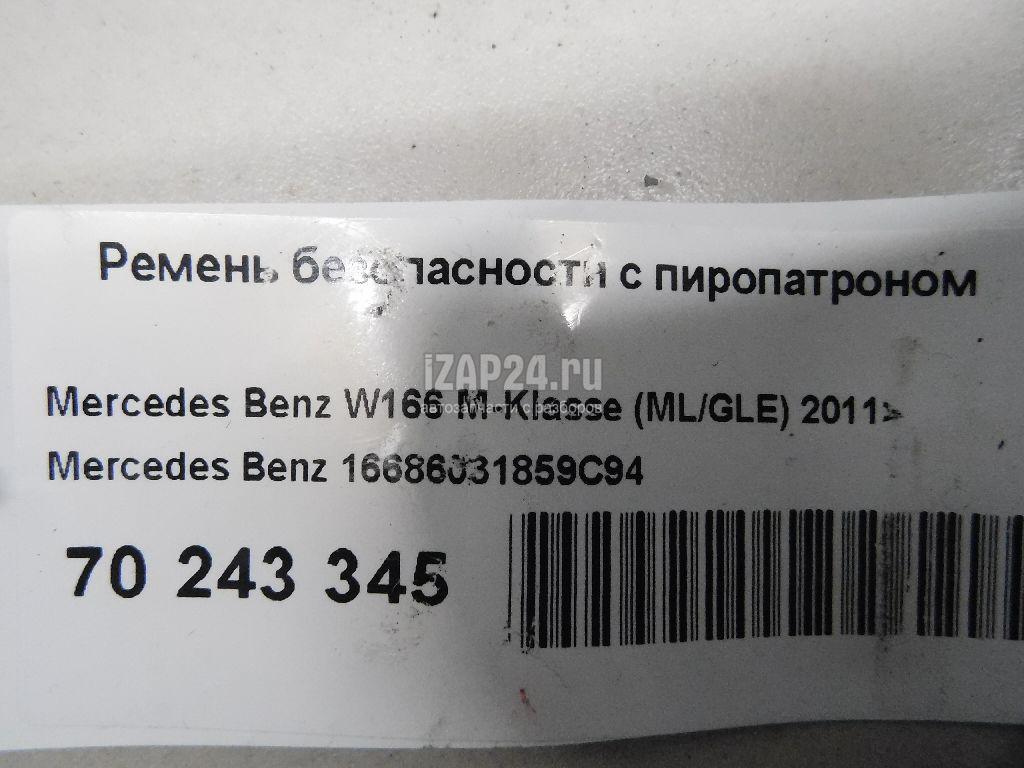 Ремень безопасности с пиропатроном
iZAP24.ru
автозапчасти с разборов
Mercedes Benz W166 M-Klasse (ML/GLE) 2011>
Mercedes Benz 16686031859C94
70 243 345